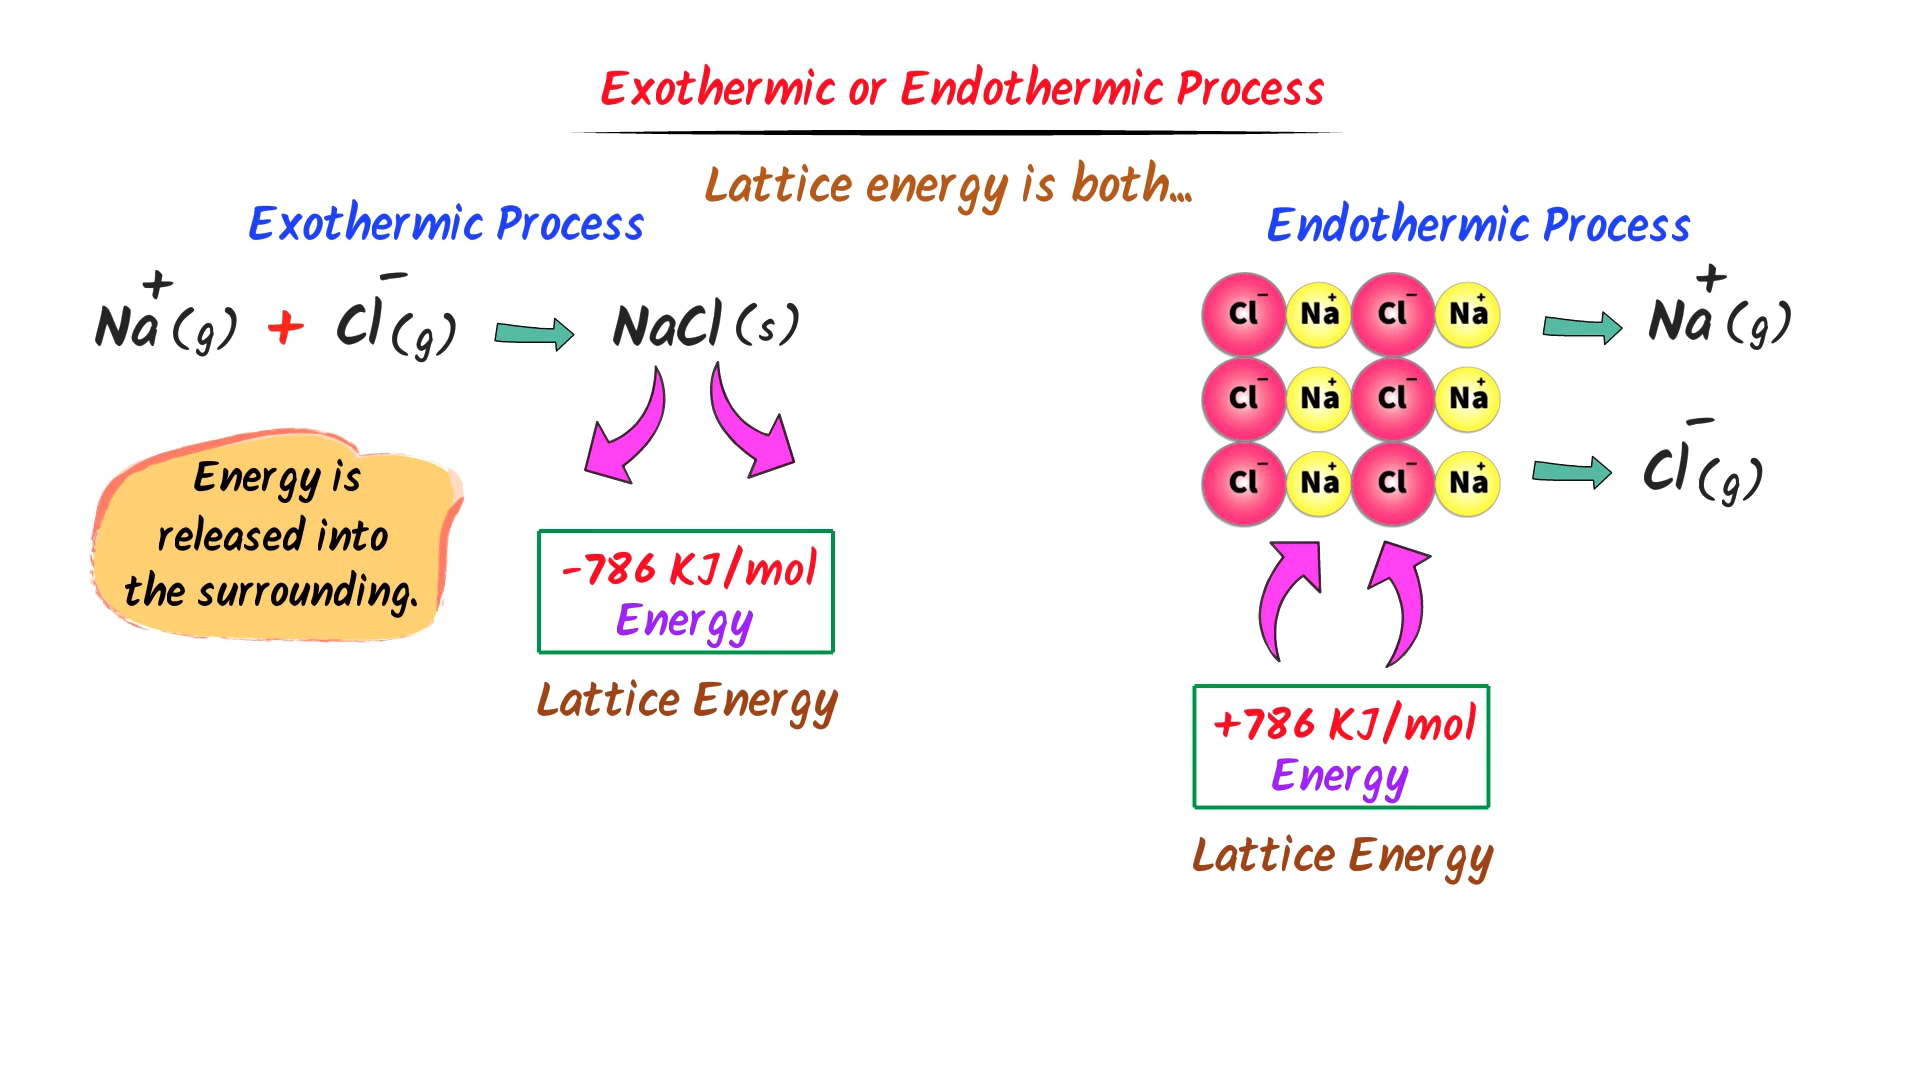 Exothermic or Endothermic Process
Lattice energy is both...
Exothermic Process
Na⁺(g) + Cl⁻(g) → NaCl(s)
Energy is
released into
the surrounding.
-786 KJ/mol
Energy
Lattice Energy
Endothermic Process
Cl⁻ Na⁺ Cl⁻ Na⁺ → Na⁺(g)
Cl⁻ Na⁺ Cl⁻ Na⁺
Cl⁻ Na⁺ Cl⁻ Na⁺ → Cl⁻(g)
+786 KJ/mol
Energy
Lattice Energy